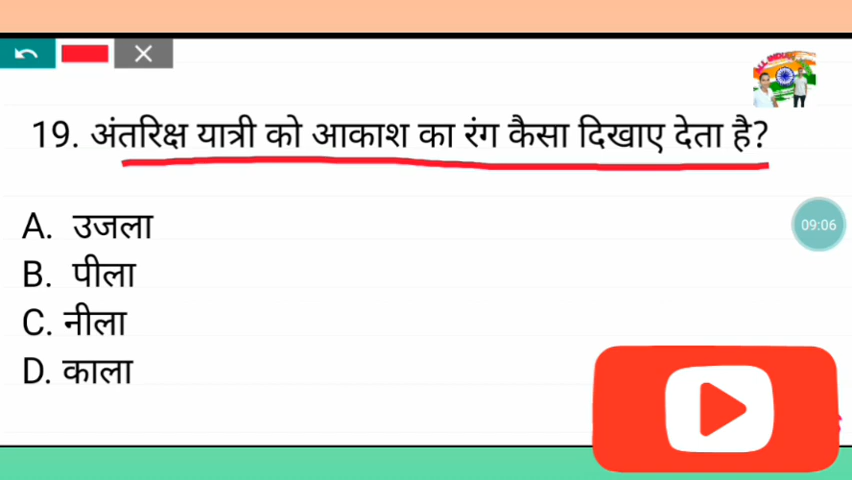 19. अंतरिक्ष यात्री को आकाश का रंग कैसा दिखाए देता है?
A. उजला
09:06
B. पीला
C. नीला
D. काला